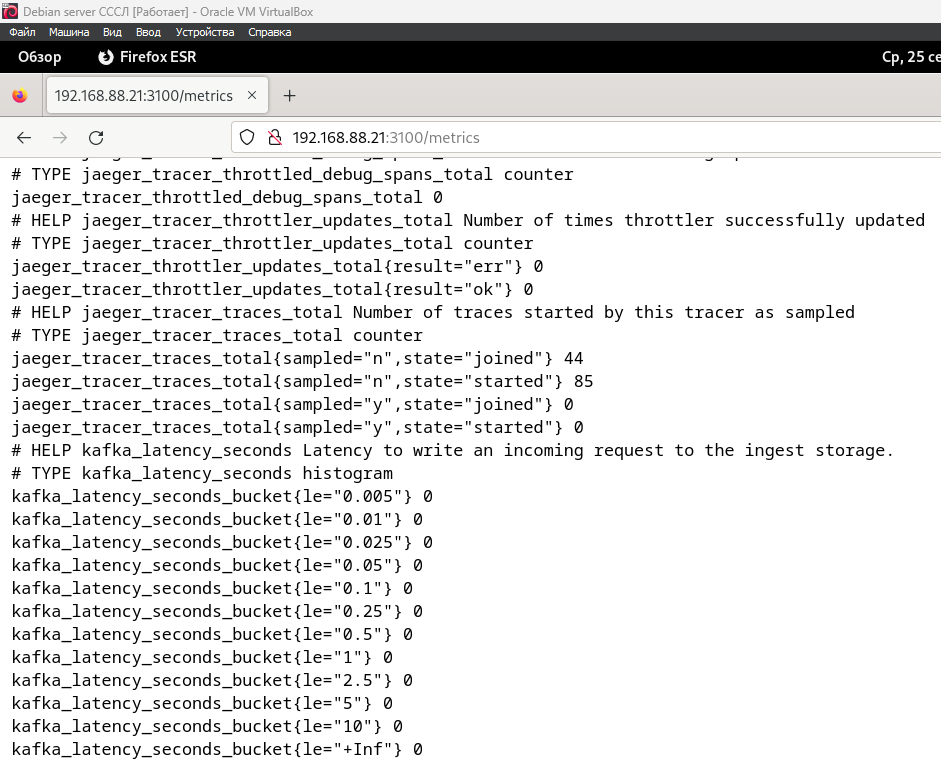 Debian server СССЛ [Работает] - Oracle VM VirtualBox
Файл Машина Вид Ввод Устройства Справка
Обзор Firefox ESR Ср, 25 се
192.168.88.21:3100/metrics × +
192.168.88.21:3100/metrics
# TYPE jaeger_tracer_throttled_debug_spans_total counter
jaeger_tracer_throttled_debug_spans_total 0
# HELP jaeger_tracer_throttler_updates_total Number of times throttler successfully updated
# TYPE jaeger_tracer_throttler_updates_total counter
jaeger_tracer_throttler_updates_total{result="err"} 0
jaeger_tracer_throttler_updates_total{result="ok"} 0
# HELP jaeger_tracer_traces_total Number of traces started by this tracer as sampled
# TYPE jaeger_tracer_traces_total counter
jaeger_tracer_traces_total{sampled="n",state="joined"} 44
jaeger_tracer_traces_total{sampled="n",state="started"} 85
jaeger_tracer_traces_total{sampled="y",state="joined"} 0
jaeger_tracer_traces_total{sampled="y",state="started"} 0
# HELP kafka_latency_seconds Latency to write an incoming request to the ingest storage.
# TYPE kafka_latency_seconds histogram
kafka_latency_seconds_bucket{le="0.005"} 0
kafka_latency_seconds_bucket{le="0.01"} 0
kafka_latency_seconds_bucket{le="0.025"} 0
kafka_latency_seconds_bucket{le="0.05"} 0
kafka_latency_seconds_bucket{le="0.1"} 0
kafka_latency_seconds_bucket{le="0.25"} 0
kafka_latency_seconds_bucket{le="0.5"} 0
kafka_latency_seconds_bucket{le="1"} 0
kafka_latency_seconds_bucket{le="2.5"} 0
kafka_latency_seconds_bucket{le="5"} 0
kafka_latency_seconds_bucket{le="10"} 0
kafka_latency_seconds_bucket{le="+Inf"} 0